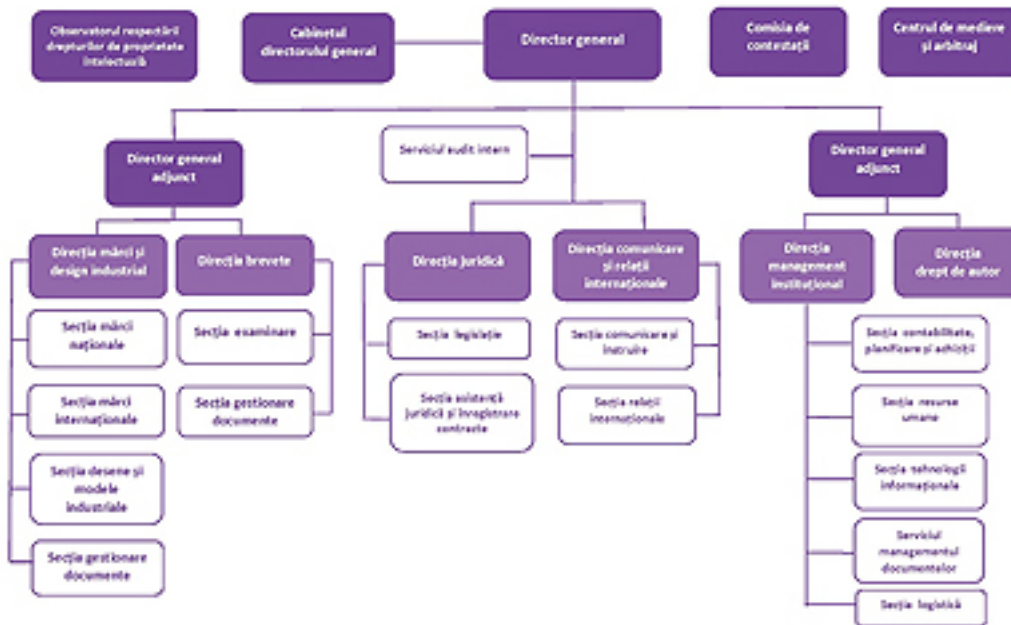 Observatorul respectării
drepturilor de proprietate
intelectuală
Cabinetul
directorului general
Director general
Comisia de
contestații
Centrul de mediere
și arbitraj
Serviciul audit intern
Director general
adjunct
Director general
adjunct
Direcția mărci și
design industrial
Direcția brevete
Direcția juridică
Direcția comunicare
și relații
internaționale
Direcția
management
instituțional
Direcția
drept de autor
Secția mărci
naționale
Secția examinare
Secția legislație
Secția comunicare și
instruire
Secția contabilitate,
planificare și achiziții
Secția mărci
internaționale
Secția gestionare
documente
Secția asistență
juridică și înregistrare
contracte
Secția relații
internaționale
Secția resurse
umane
Secția desene și
modele
industriale
Secția tehnologii
informaționale
Secția gestionare
documente
Serviciul
managementul
documentelor
Secția logistică